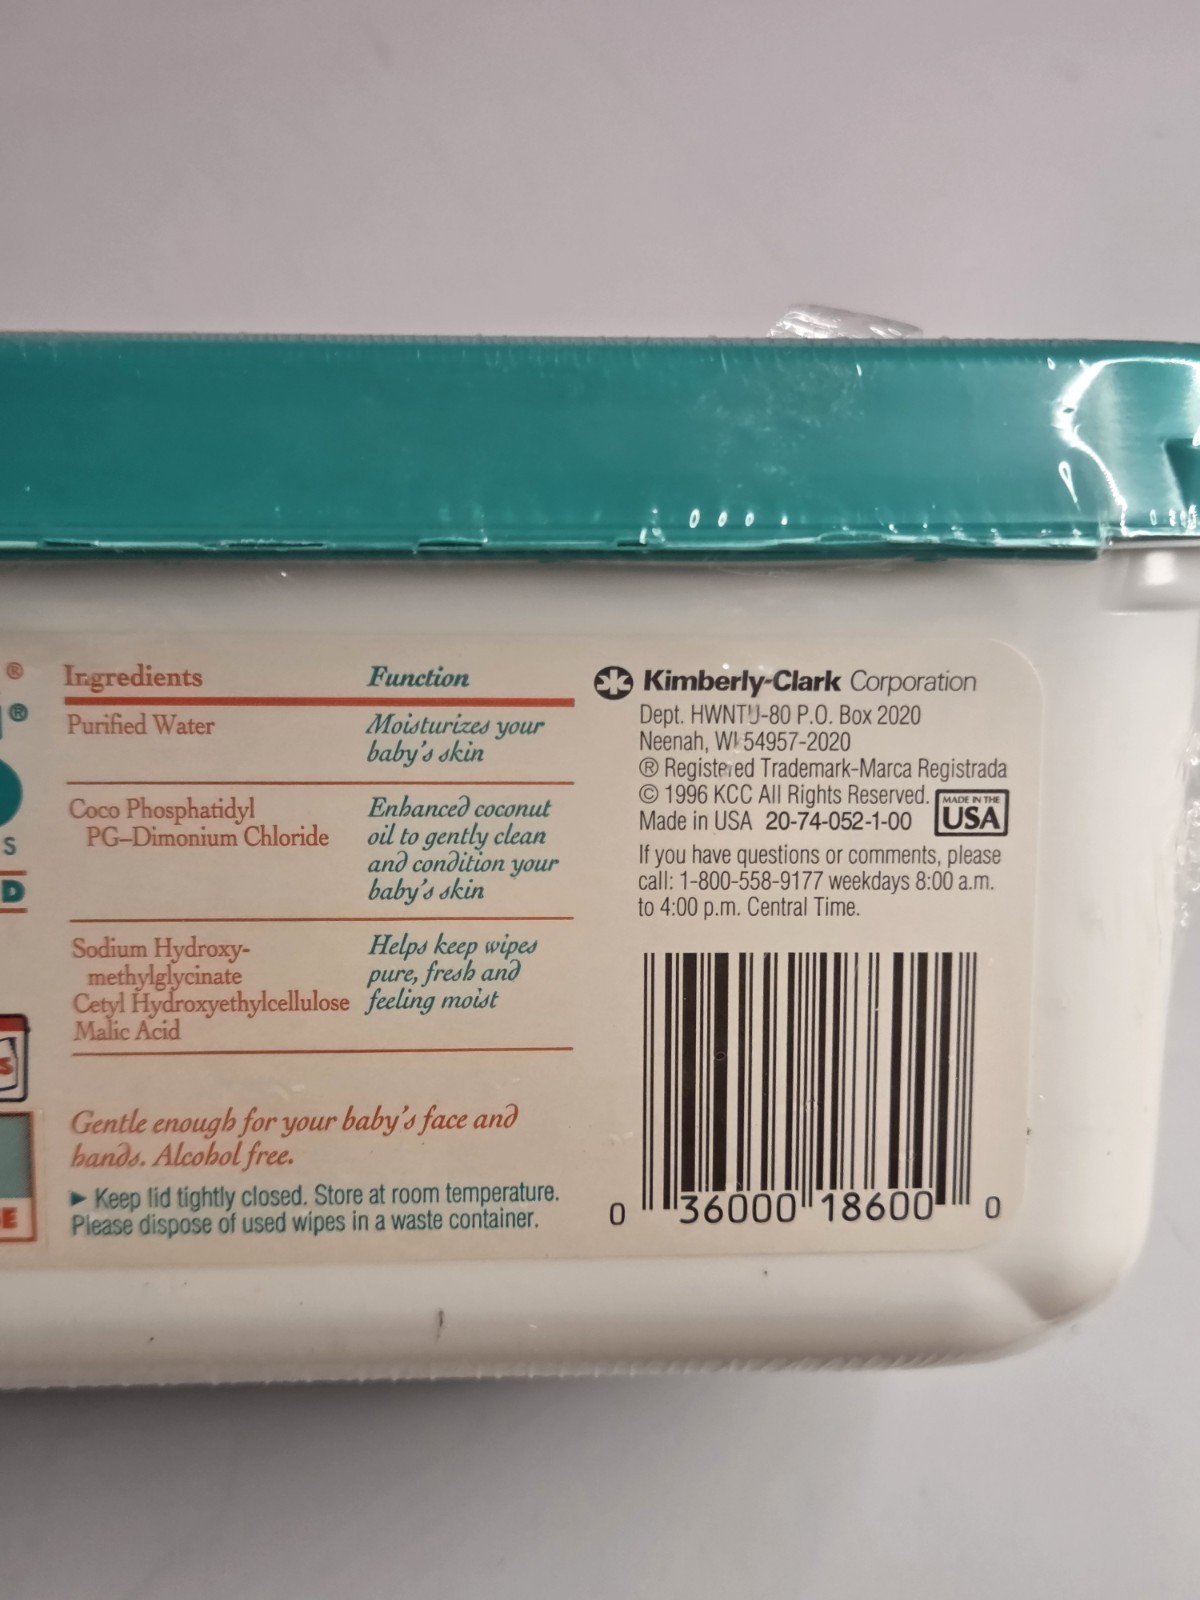 ®
®
S
D
S
E
Ingredients Function
Purified Water Moisturizes your
baby's skin
Coco Phosphatidyl
PG–Dimonium Chloride
Enhanced coconut
oil to gently clean
and condition your
baby's skin
Sodium Hydroxy-
methylglycinate
Cetyl Hydroxyethylcellulose
Malic Acid
Helps keep wipes
pure, fresh and
feeling moist
Gentle enough for your baby's face and
hands. Alcohol free.
► Keep lid tightly closed. Store at room temperature.
Please dispose of used wipes in a waste container.
Kimberly-Clark Corporation
Dept. HWNTU-80 P.O. Box 2020
Neenah, WI 54957-2020
® Registered Trademark-Marca Registrada
© 1996 KCC All Rights Reserved.
Made in USA 20-74-052-1-00
MADE IN THE
USA
If you have questions or comments, please
call: 1-800-558-9177 weekdays 8:00 a.m.
to 4:00 p.m. Central Time.
0 36000 18600 0